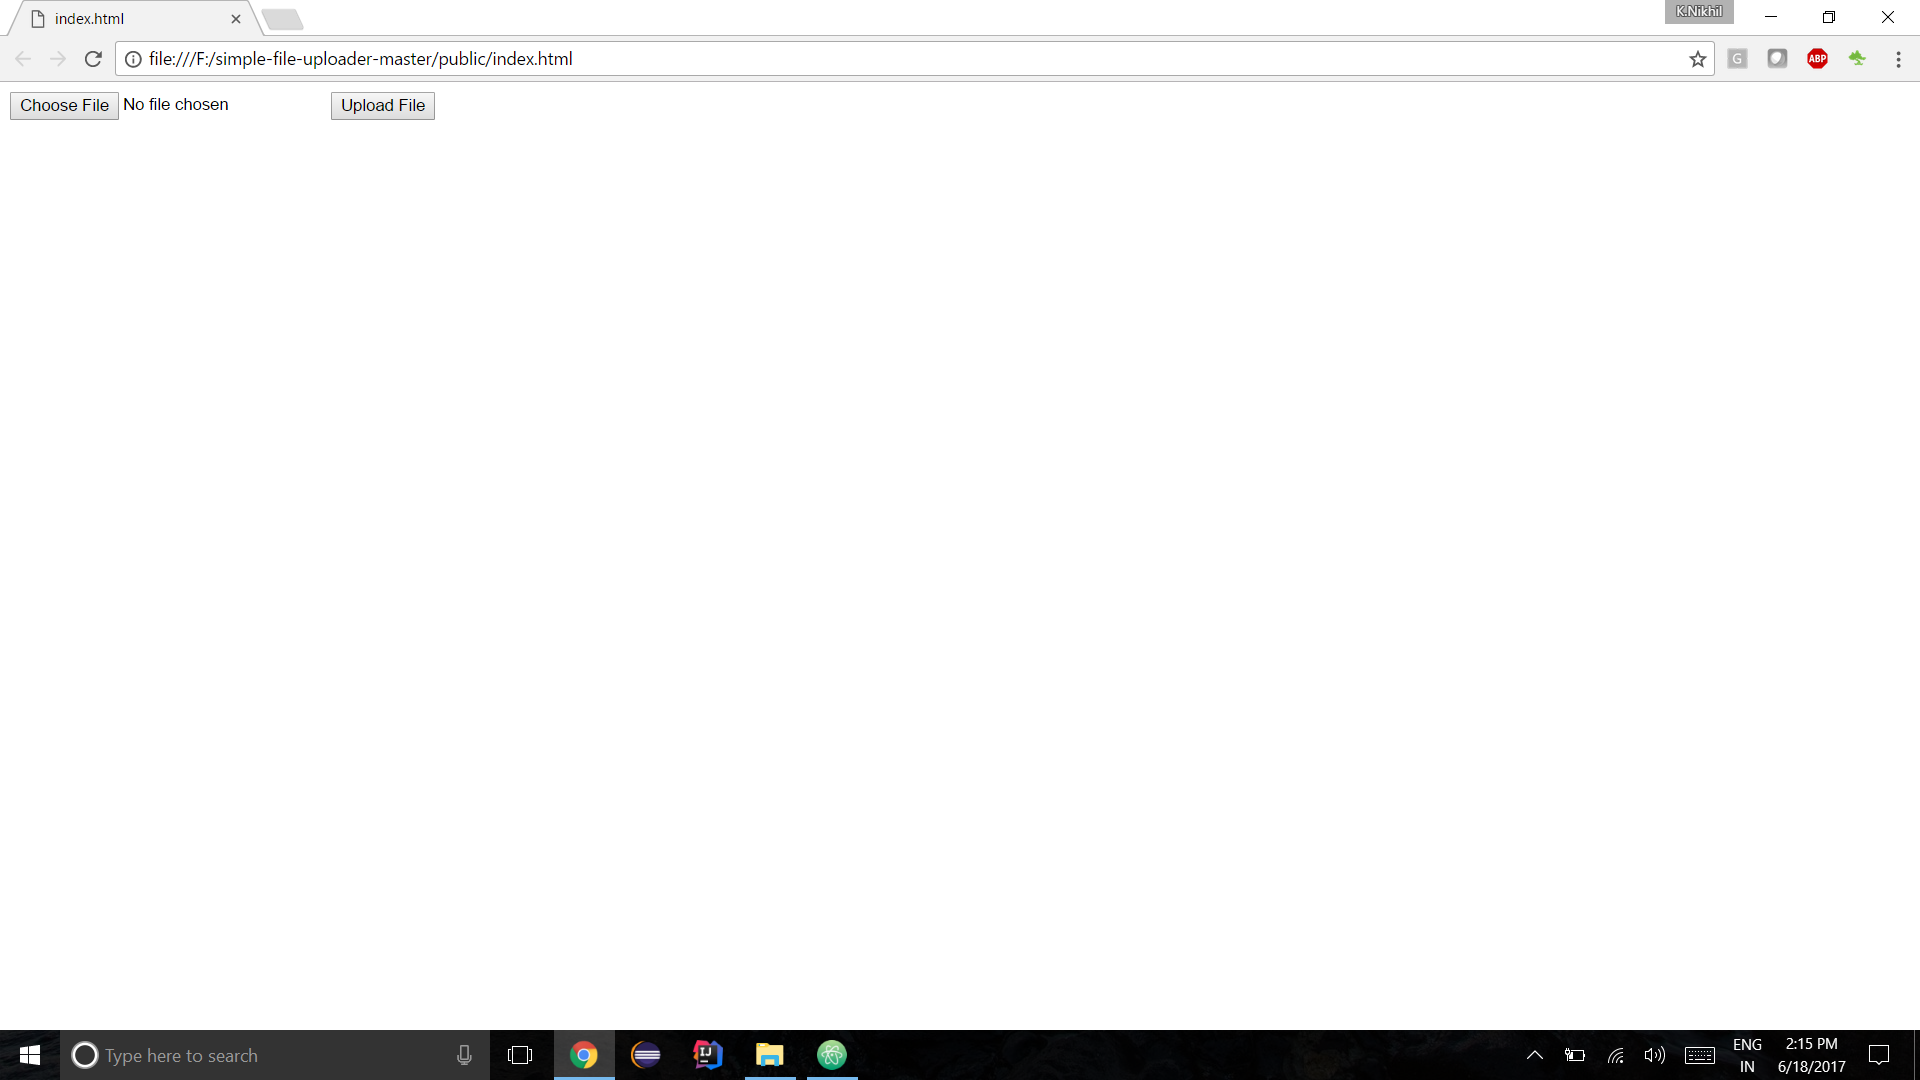 index.html
K.Nikhil
file:///F:/simple-file-uploader-master/public/index.html
G
ABP
Choose File No file chosen Upload File
Type here to search
IJ
ENG
IN
2:15 PM
6/18/2017